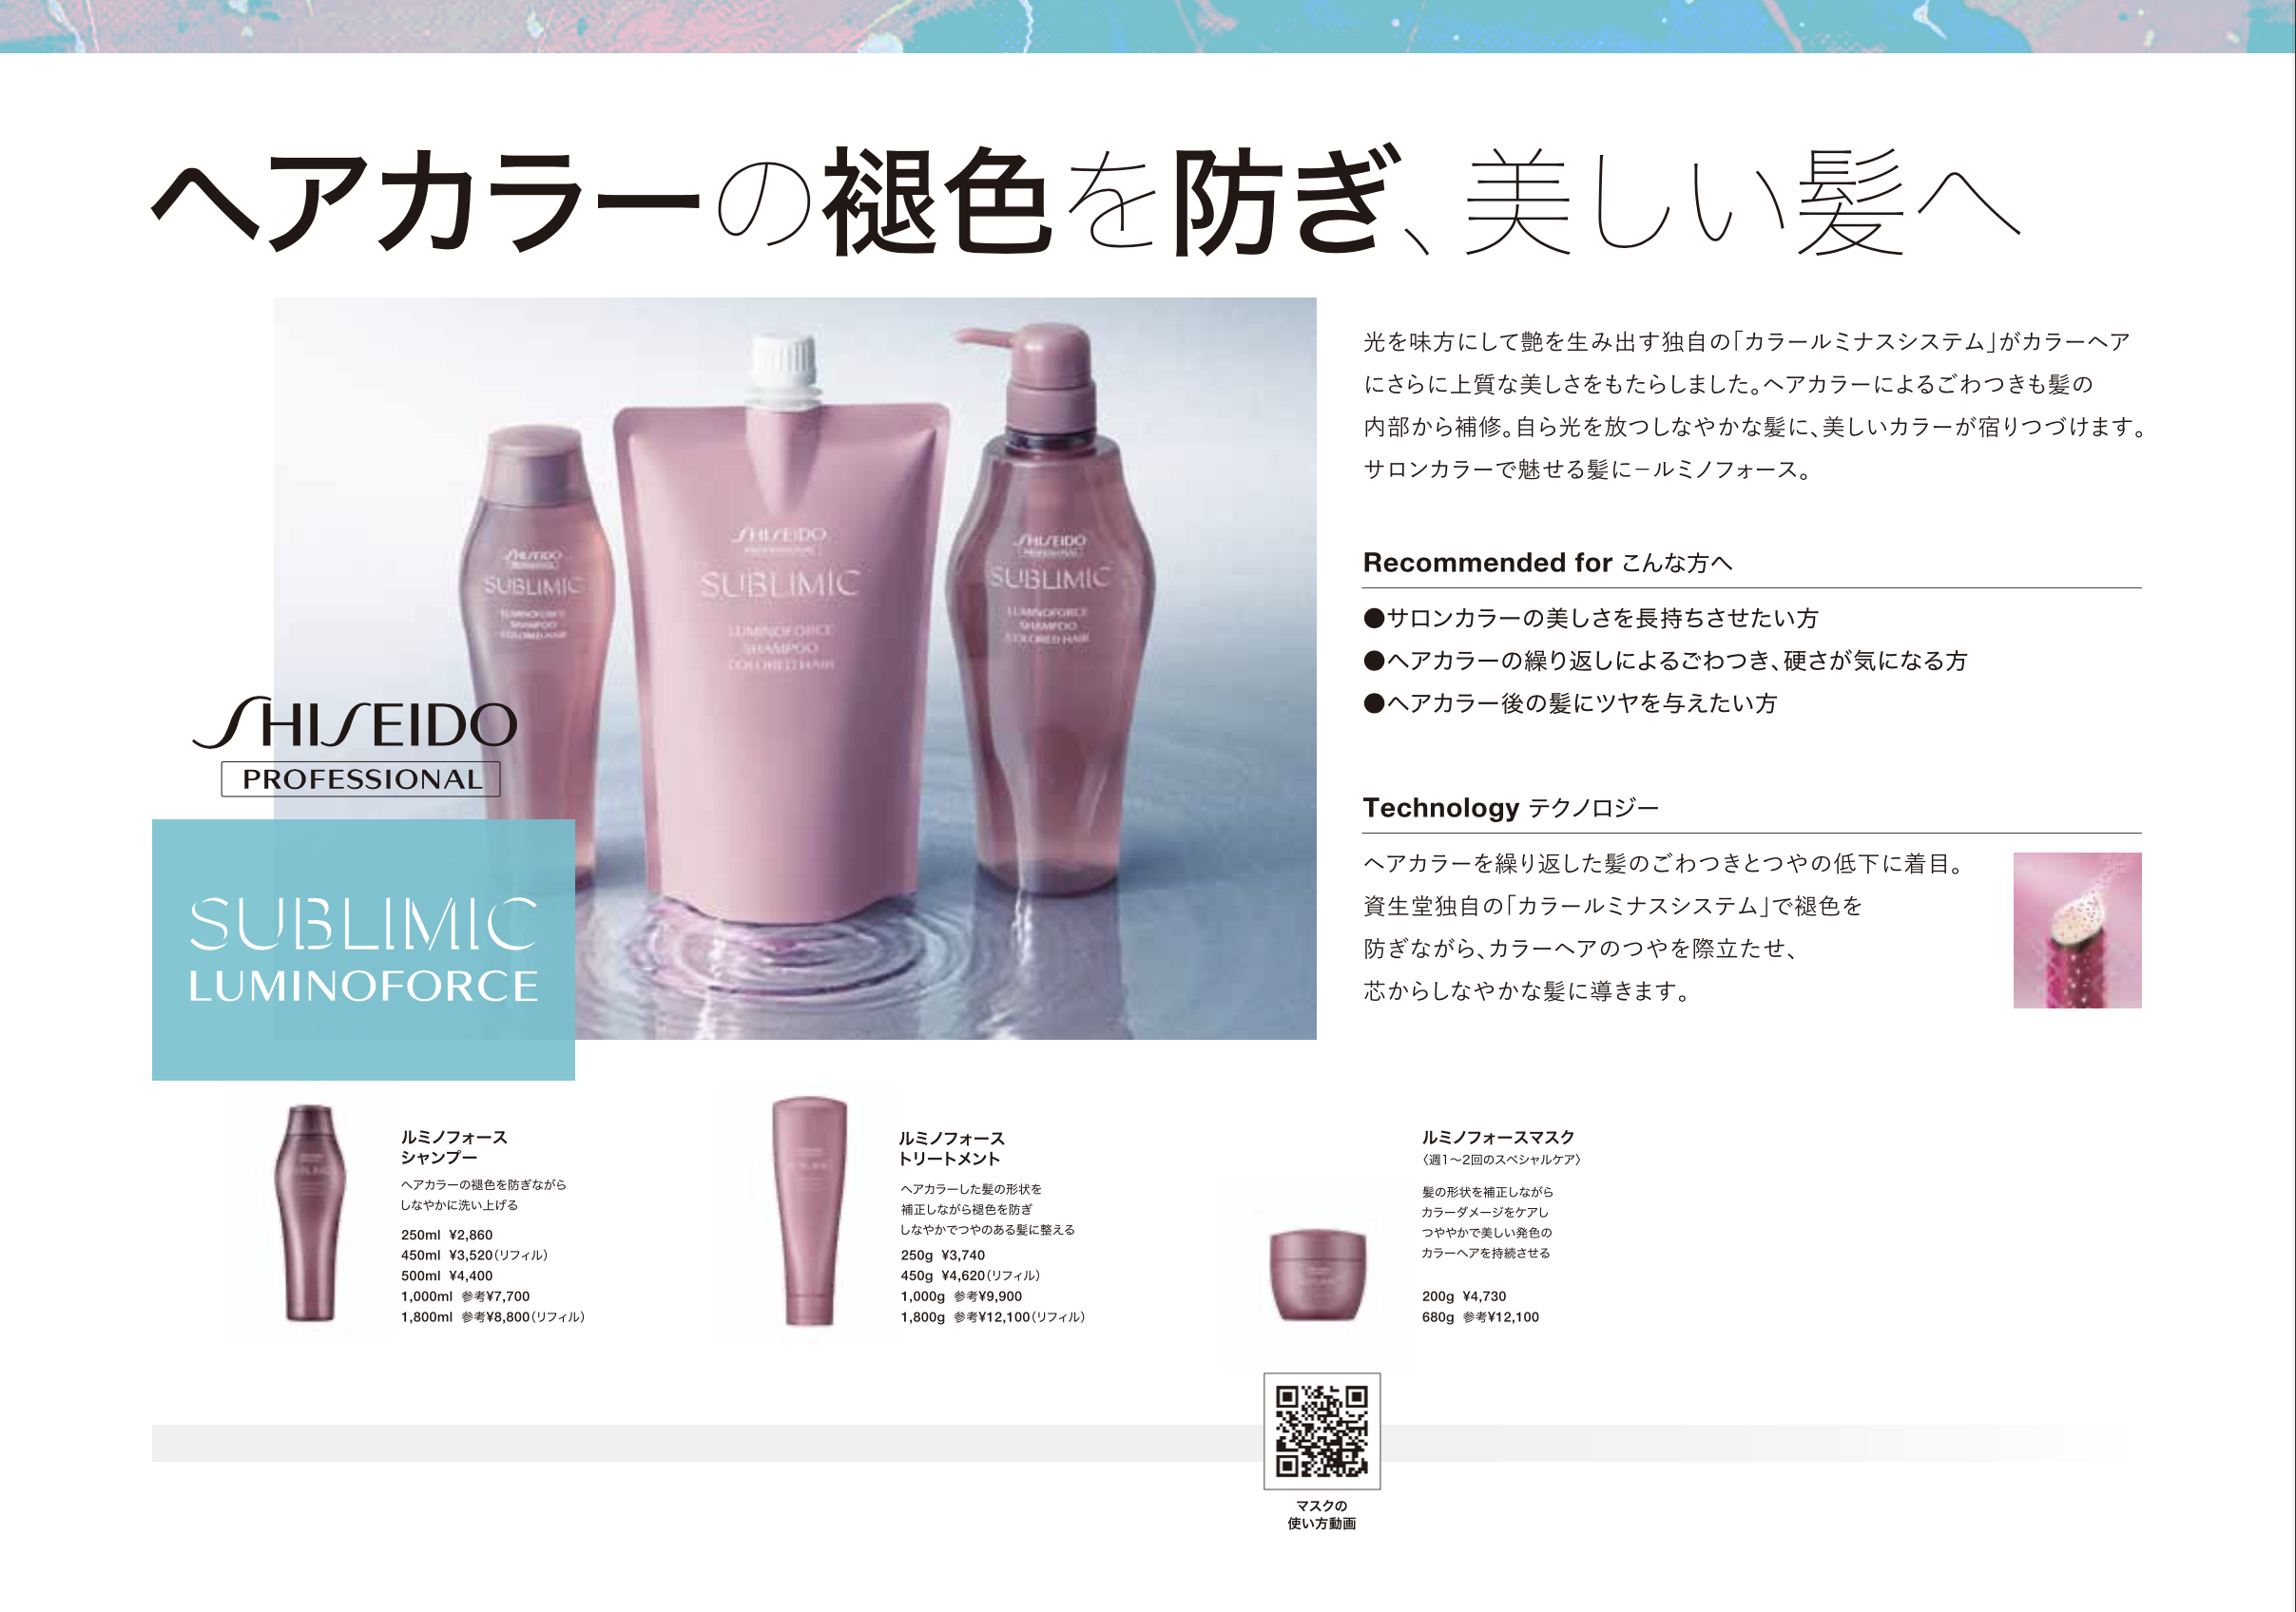 ヘアカラーの褪色を防ぎ、美しい髪へ
SHISEIDO
PROFESSIONAL
SUBLIMIC
LUMINOFORCE
SHAMPOO
COLORED HAIR
SHISEIDO
PROFESSIONAL
SUBLIMIC
LUMINOFORCE
SHAMPOO
COLORED HAIR
SHISEIDO
PROFESSIONAL
SUBLIMIC
LUMINOFORCE
SHAMPOO
COLORED HAIR
SHISEIDO
PROFESSIONAL
SUBLIMIC
LUMINOFORCE
光を味方にして艶を生み出す独自の「カラールミナスシステム」がカラーヘア
にさらに上質な美しさをもたらしました。ヘアカラーによるごわつきも髪の
内部から補修。自ら光を放つしなやかな髪に、美しいカラーが宿りつづけます。
サロンカラーで魅せる髪に−ルミノフォース。
Recommended for こんな方へ
●サロンカラーの美しさを長持ちさせたい方
●ヘアカラーの繰り返しによるごわつき、硬さが気になる方
●ヘアカラー後の髪にツヤを与えたい方
Technology テクノロジー
ヘアカラーを繰り返した髪のごわつきとつやの低下に着目。
資生堂独自の「カラールミナスシステム」で褪色を
防ぎながら、カラーヘアのつやを際立たせ、
芯からしなやかな髪に導きます。
ルミノフォース
シャンプー
ヘアカラーの褪色を防ぎながら
しなやかに洗い上げる
250ml ¥2,860
450ml ¥3,520(リフィル)
500ml ¥4,400
1,000ml 参考¥7,700
1,800ml 参考¥8,800(リフィル)
ルミノフォース
トリートメント
ヘアカラーした髪の形状を
補正しながら褪色を防ぎ
しなやかでつやのある髪に整える
250g ¥3,740
450g ¥4,620(リフィル)
1,000g 参考¥9,900
1,800g 参考¥12,100(リフィル)
ルミノフォースマスク
〈週1〜2回のスペシャルケア〉
髪の形状を補正しながら
カラーダメージをケアし
つややかで美しい発色の
カラーヘアを持続させる
200g ¥4,730
680g 参考¥12,100
マスクの
使い方動画